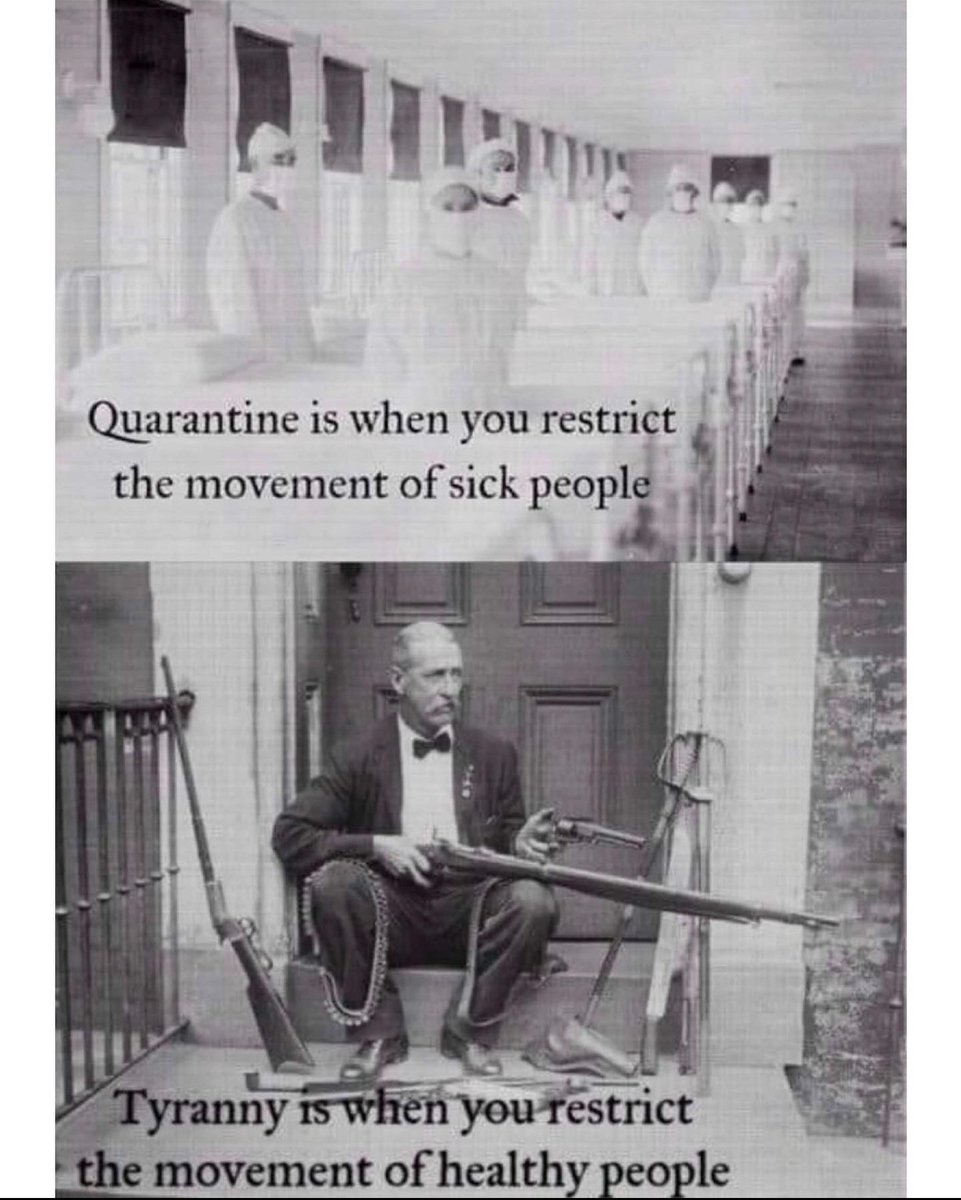 Quarantine is when you restrict
the movement of sick people
Tyranny is when you restrict
the movement of healthy people